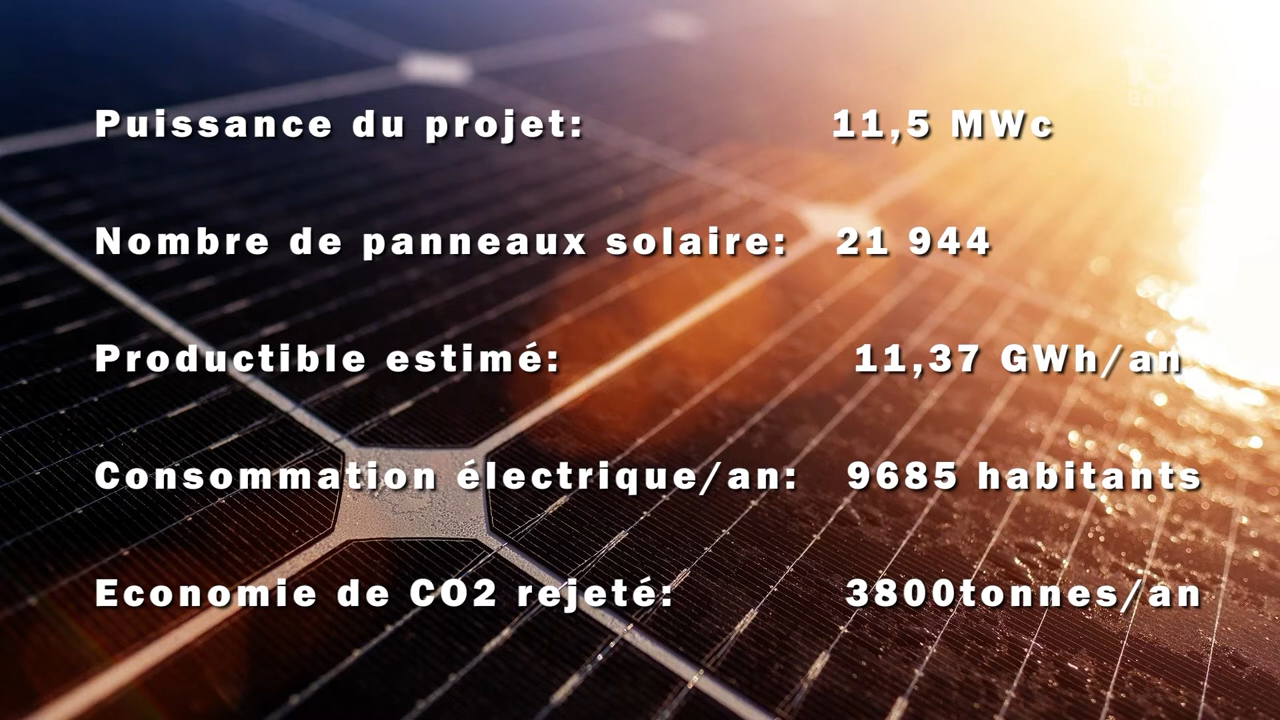 Puissance du projet: 11,5 MWc
Nombre de panneaux solaire: 21 944
Productible estimé: 11,37 GWh/an
Consommation électrique/an: 9685 habitants
Economie de CO2 rejeté: 3800tonnes/an